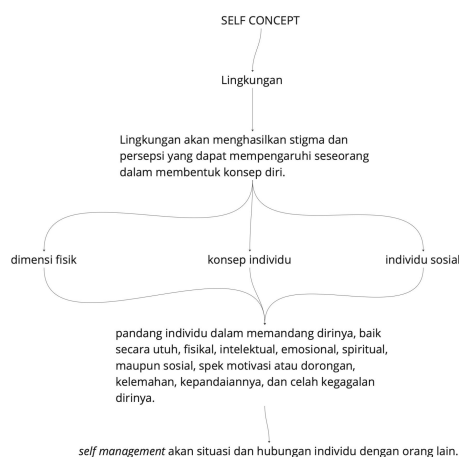 SELF CONCEPT
Lingkungan
Lingkungan akan menghasilkan stigma dan
persepsi yang dapat mempengaruhi seseorang
dalam membentuk konsep diri.
dimensi fisik
konsep individu
individu sosial
pandang individu dalam memandang dirinya, baik
secara utuh, fisikal, intelektual, emosional, spiritual,
maupun sosial, spek motivasi atau dorongan,
kelemahan, kepandaiannya, dan celah kegagalan
dirinya.
self management akan situasi dan hubungan individu dengan orang lain.